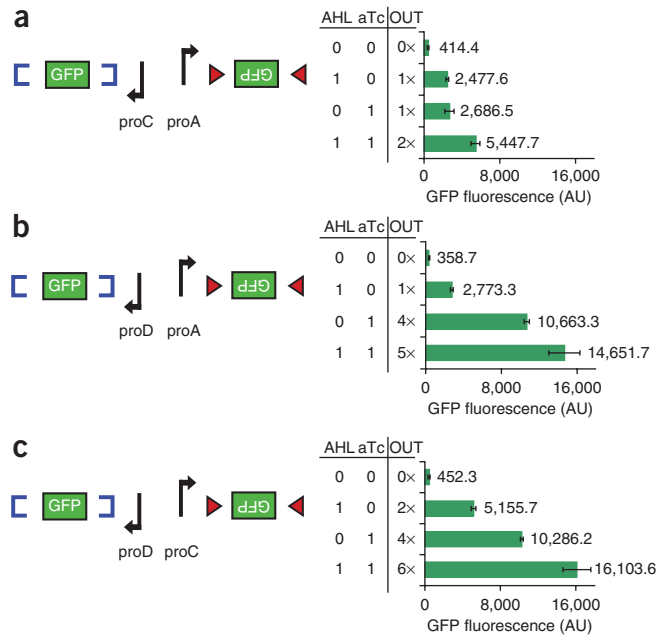 a
AHL aTc OUT
0 0 0× 414.4
1 0 1× 2,477.6
0 1 1× 2,686.5
1 1 2× 5,447.7
GFP GFP
proC proA
0 8,000 16,000
GFP fluorescence (AU)
b
AHL aTc OUT
0 0 0× 358.7
1 0 1× 2,773.3
0 1 4× 10,663.3
1 1 5× 14,651.7
GFP GFP
proD proA
0 8,000 16,000
GFP fluorescence (AU)
c
AHL aTc OUT
0 0 0× 452.3
1 0 2× 5,155.7
0 1 4× 10,286.2
1 1 6× 16,103.6
GFP GFP
proD proC
0 8,000 16,000
GFP fluorescence (AU)